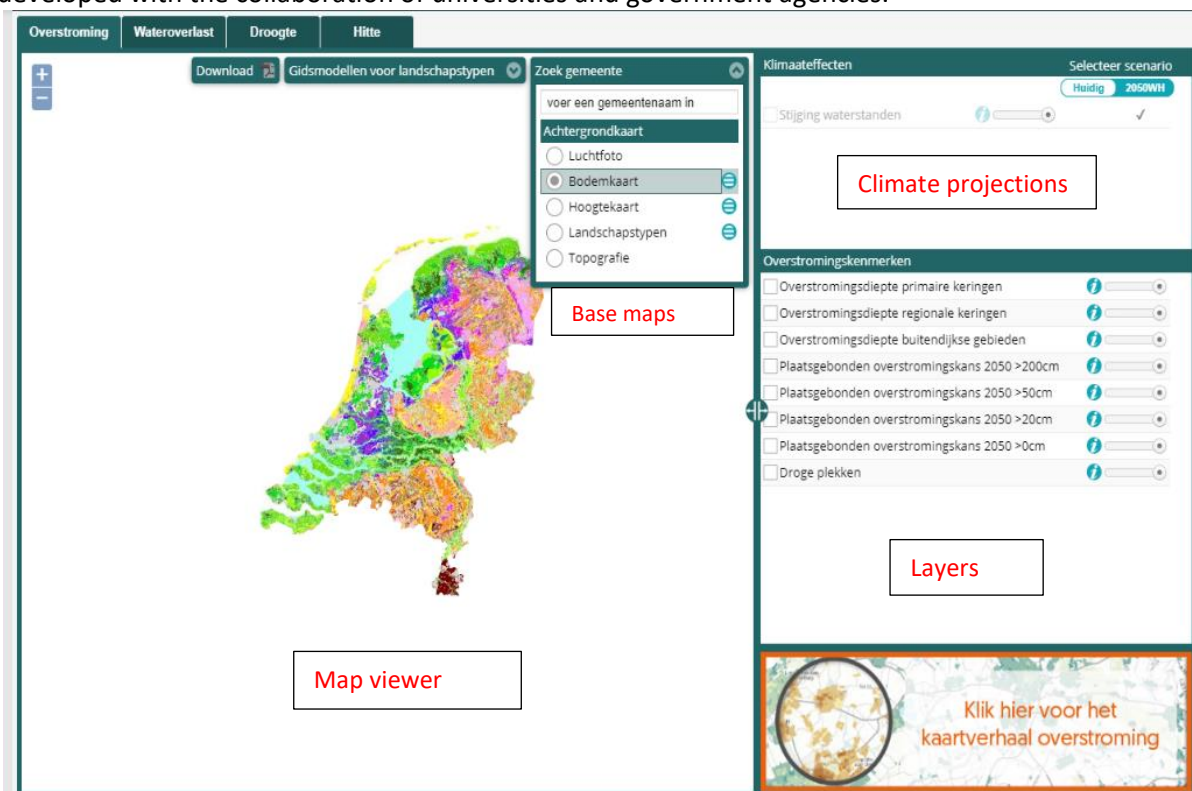 developed with the collaboration of universities and government agencies.
Overstroming Wateroverlast Droogte Hitte
Download Gidsmodellen voor landschapstypen
Zoek gemeente
voer een gemeentenaam in
Achtergrondkaart
Luchtfoto
Bodemkaart
Hoogtekaart
Landschapstypen
Topografie
Base maps
Map viewer
Klimaateffecten Selecteer scenario
Huidig 2050WH
Stijging waterstanden
Climate projections
Overstromingskenmerken
Overstromingsdiepte primaire keringen
Overstromingsdiepte regionale keringen
Overstromingsdiepte buitendijkse gebieden
Plaatsgebonden overstromingskans 2050 >200cm
Plaatsgebonden overstromingskans 2050 >50cm
Plaatsgebonden overstromingskans 2050 >20cm
Plaatsgebonden overstromingskans 2050 >0cm
Droge plekken
Layers
Klik hier voor het
kaartverhaal overstroming